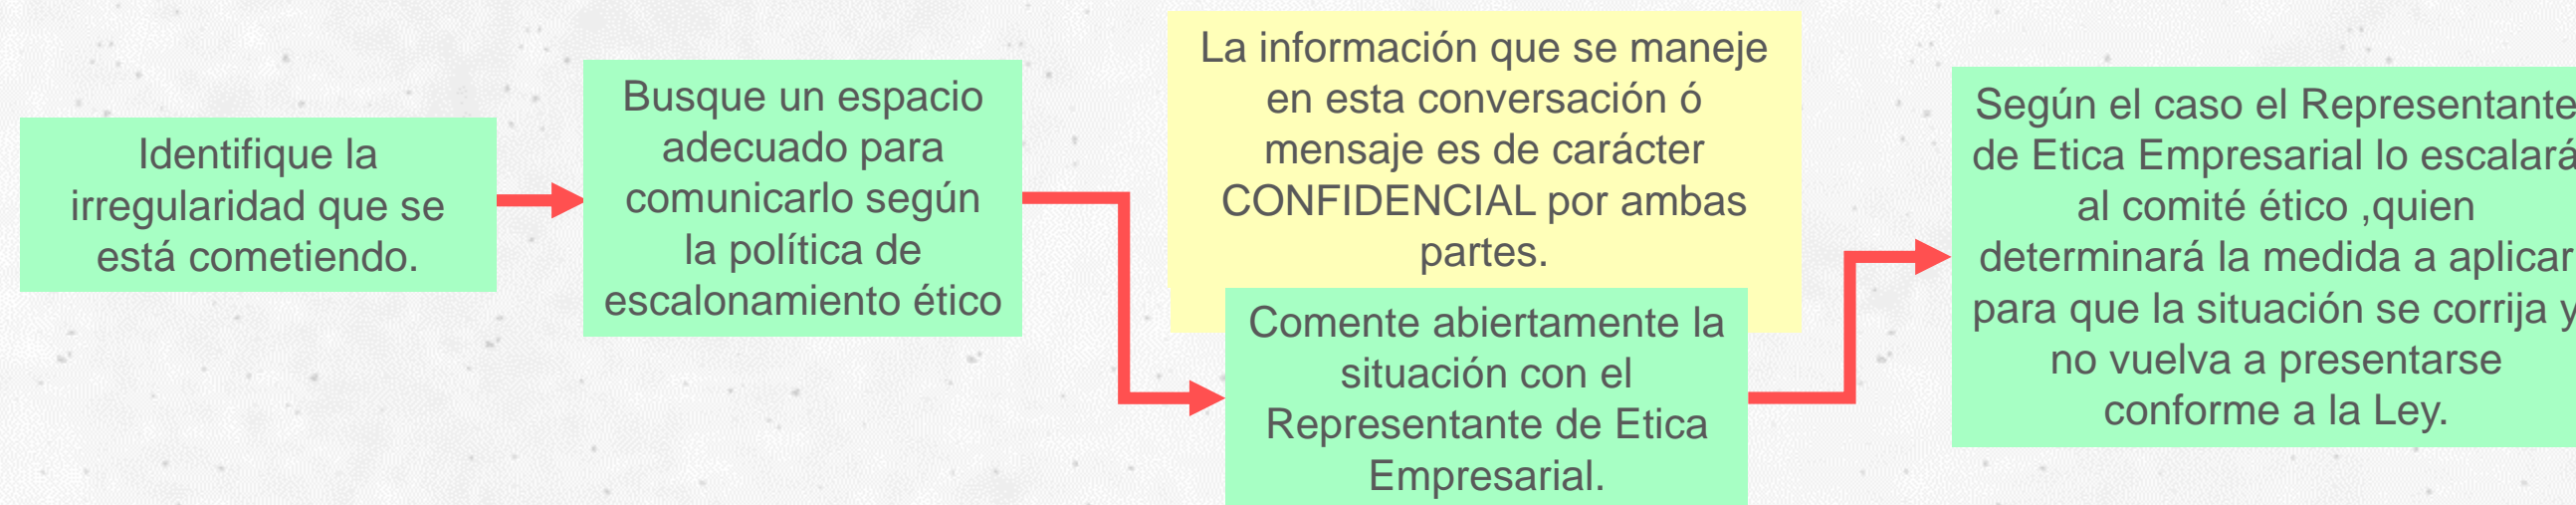 Identifique la
irregularidad que se
está cometiendo.
Busque un espacio
adecuado para
comunicarlo según
la política de
escalonamiento ético
La información que se maneje
en esta conversación ó
mensaje es de carácter
CONFIDENCIAL por ambas
partes.
Comente abiertamente la
situación con el
Representante de Etica
Empresarial.
Según el caso el Representante
de Etica Empresarial lo escalará
al comité ético ,quien
determinará la medida a aplicar
para que la situación se corrija y
no vuelva a presentarse
conforme a la Ley.